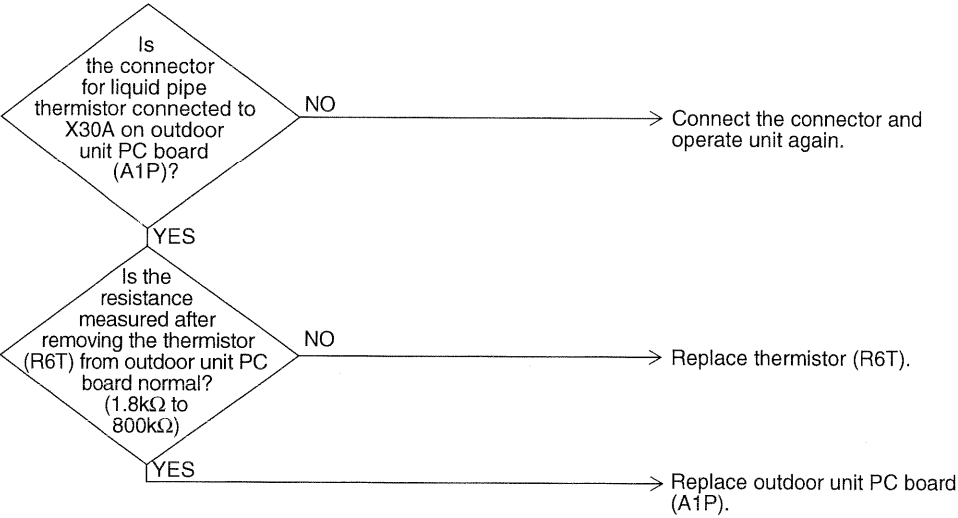 Is
the connector
for liquid pipe
thermistor connected to
X30A on outdoor
unit PC board
(A1P)?
NO
Connect the connector and
operate unit again.
YES
Is the
resistance
measured after
removing the thermistor
(R6T) from outdoor unit PC
board normal?
(1.8kΩ to
800kΩ)
NO
Replace thermistor (R6T).
YES
Replace outdoor unit PC board
(A1P).